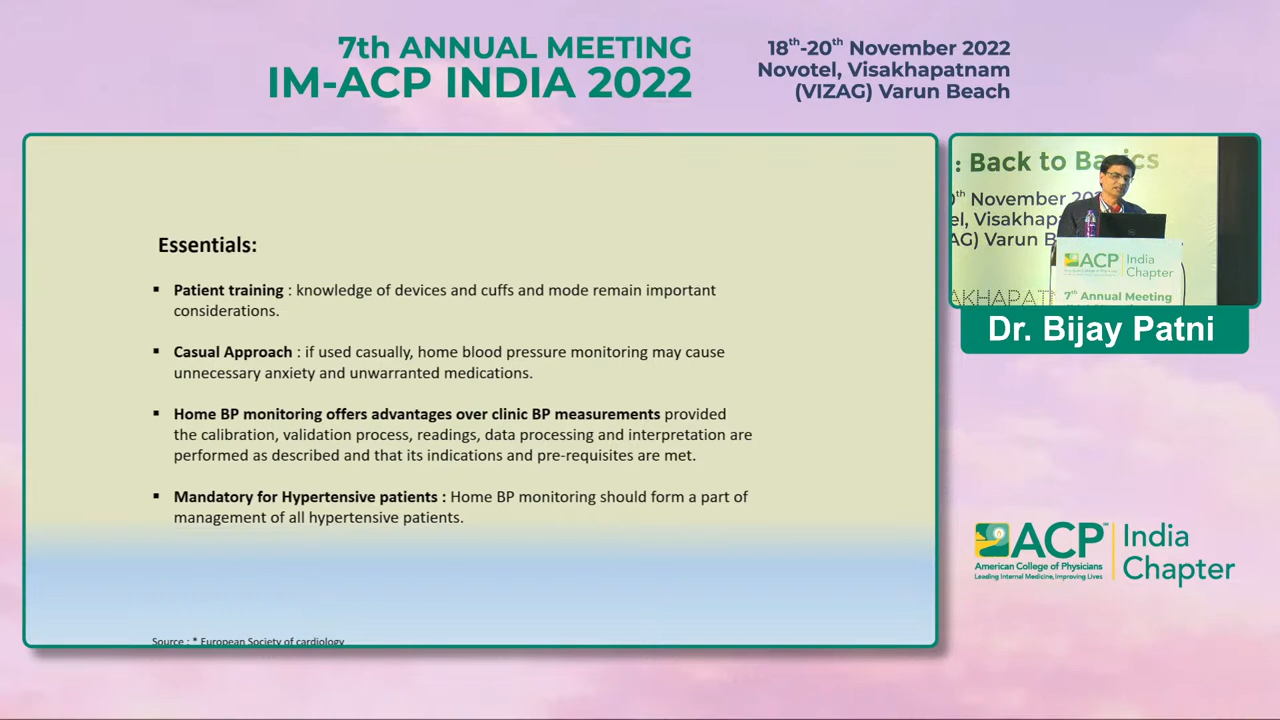 7th ANNUAL MEETING
IM-ACP INDIA 2022
18th-20th November 2022
Novotel, Visakhapatnam
(VIZAG) Varun Beach
Essentials:
▪ Patient training : knowledge of devices and cuffs and mode remain important
considerations.
▪ Casual Approach : if used casually, home blood pressure monitoring may cause
unnecessary anxiety and unwarranted medications.
▪ Home BP monitoring offers advantages over clinic BP measurements provided
the calibration, validation process, readings, data processing and interpretation are
performed as described and that its indications and pre-requisites are met.
▪ Mandatory for Hypertensive patients : Home BP monitoring should form a part of
management of all hypertensive patients.
Source : * European Society of cardiology
: Back to
November
Visakhap
Varun B
ACP India
Chapter
7th Annual Meeting
Dr. Bijay Patni
ACP India
American College of Physicians
Leading Internal Medicine, Improving Lives
Chapter